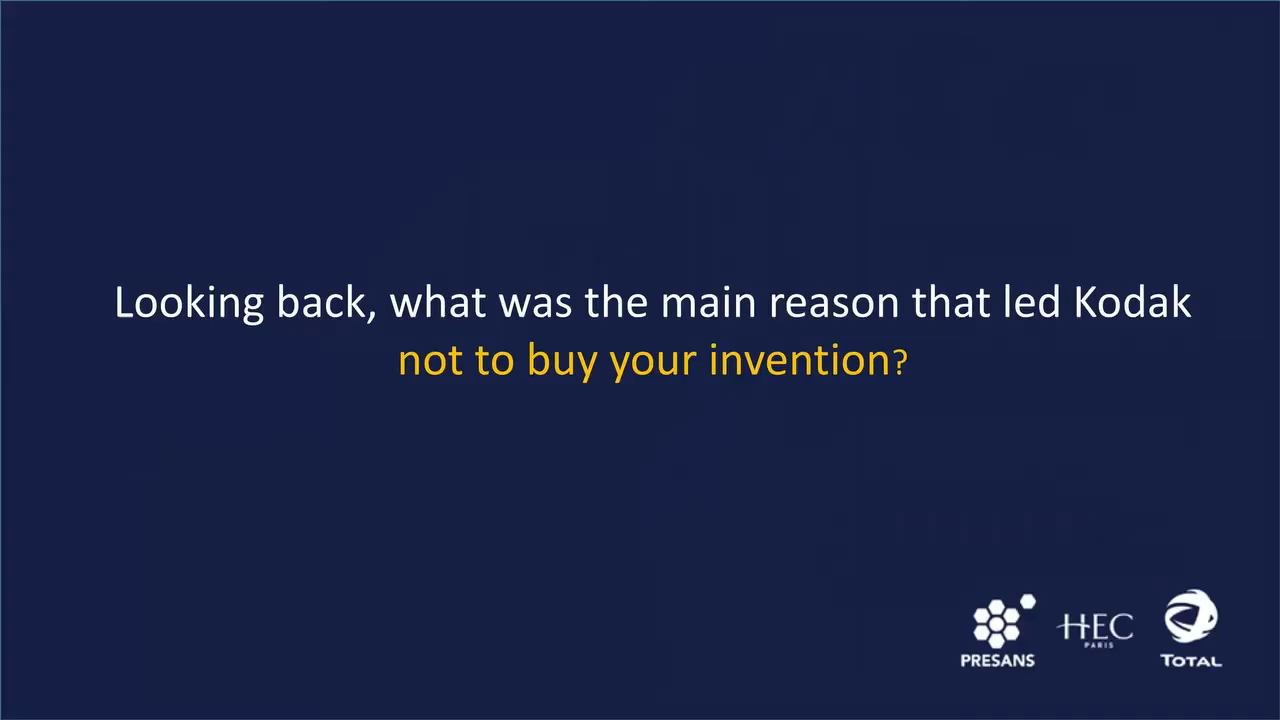 Looking back, what was the main reason that led Kodak
not to buy your invention?
PRESANS
HEC
PARIS
TOTAL